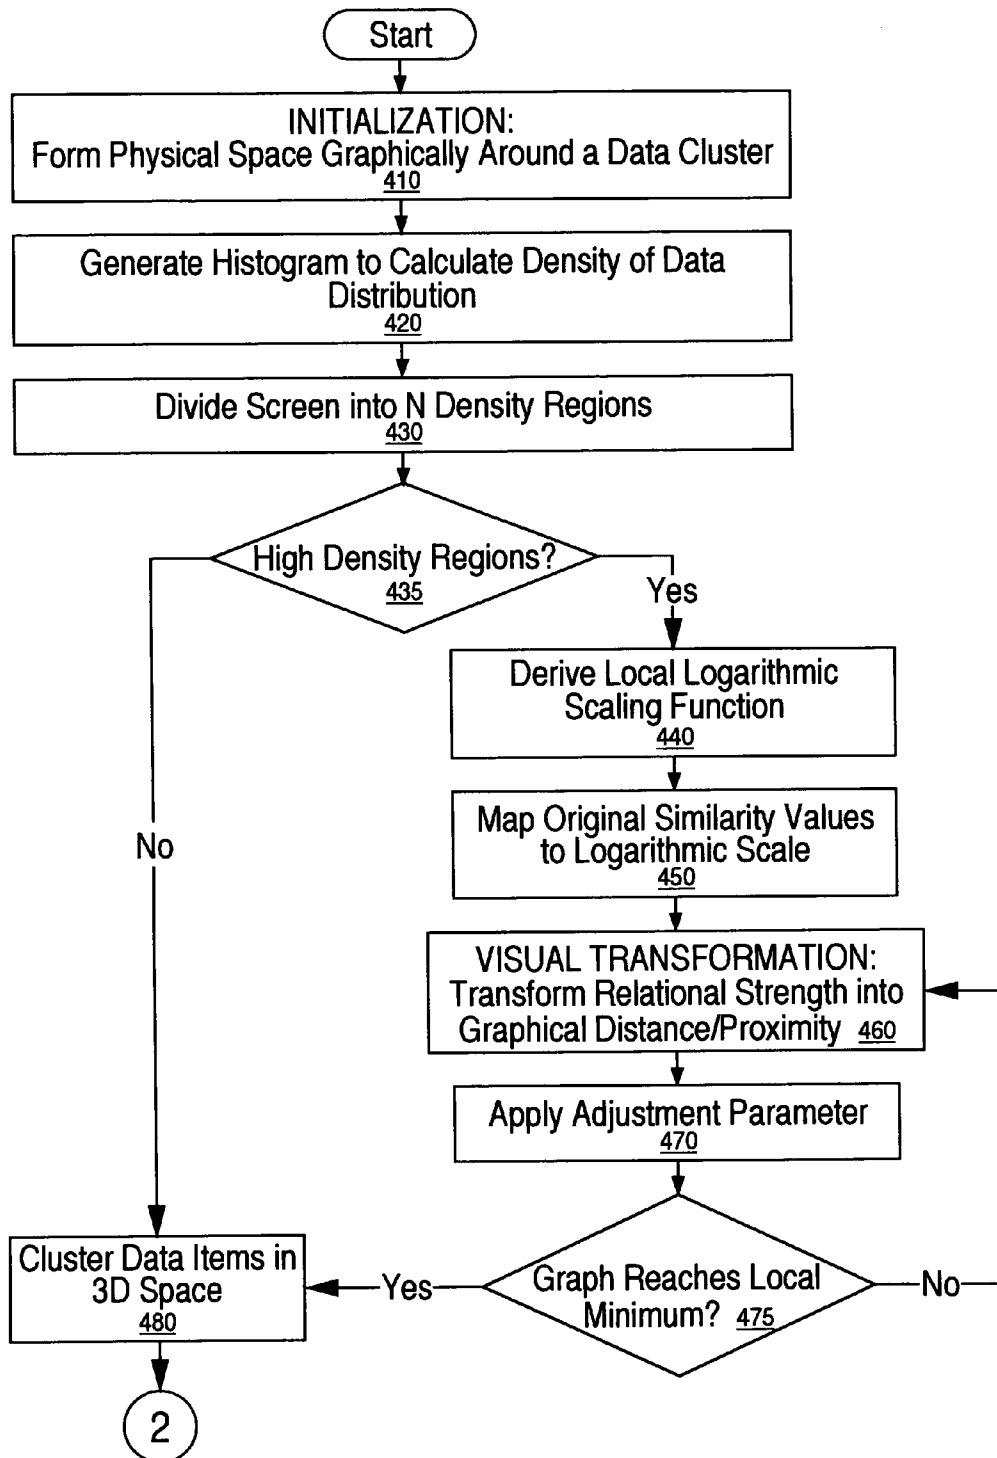 Start
INITIALIZATION:
Form Physical Space Graphically Around a Data Cluster
410
Generate Histogram to Calculate Density of Data
Distribution
420
Divide Screen into N Density Regions
430
High Density Regions?
435
Yes
Derive Local Logarithmic
Scaling Function
440
Map Original Similarity Values
to Logarithmic Scale
450
No
VISUAL TRANSFORMATION:
Transform Relational Strength into
Graphical Distance/Proximity 460
Apply Adjustment Parameter
470
Cluster Data Items in
3D Space
480
Yes
Graph Reaches Local
Minimum? 475
No
2